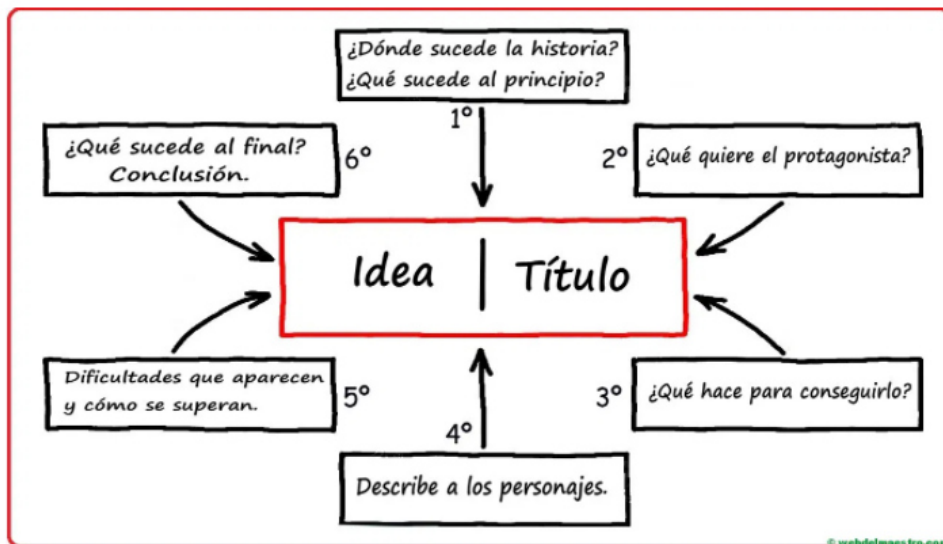 ¿Dónde sucede la historia?
¿Qué sucede al principio?
1º
2º
¿Qué quiere el protagonista?
3º
¿Qué hace para conseguirlo?
4º
Describe a los personajes.
5º
Dificultades que aparecen
y cómo se superan.
6º
¿Qué sucede al final?
Conclusión.
Idea | Título
© webdelmaestro.com